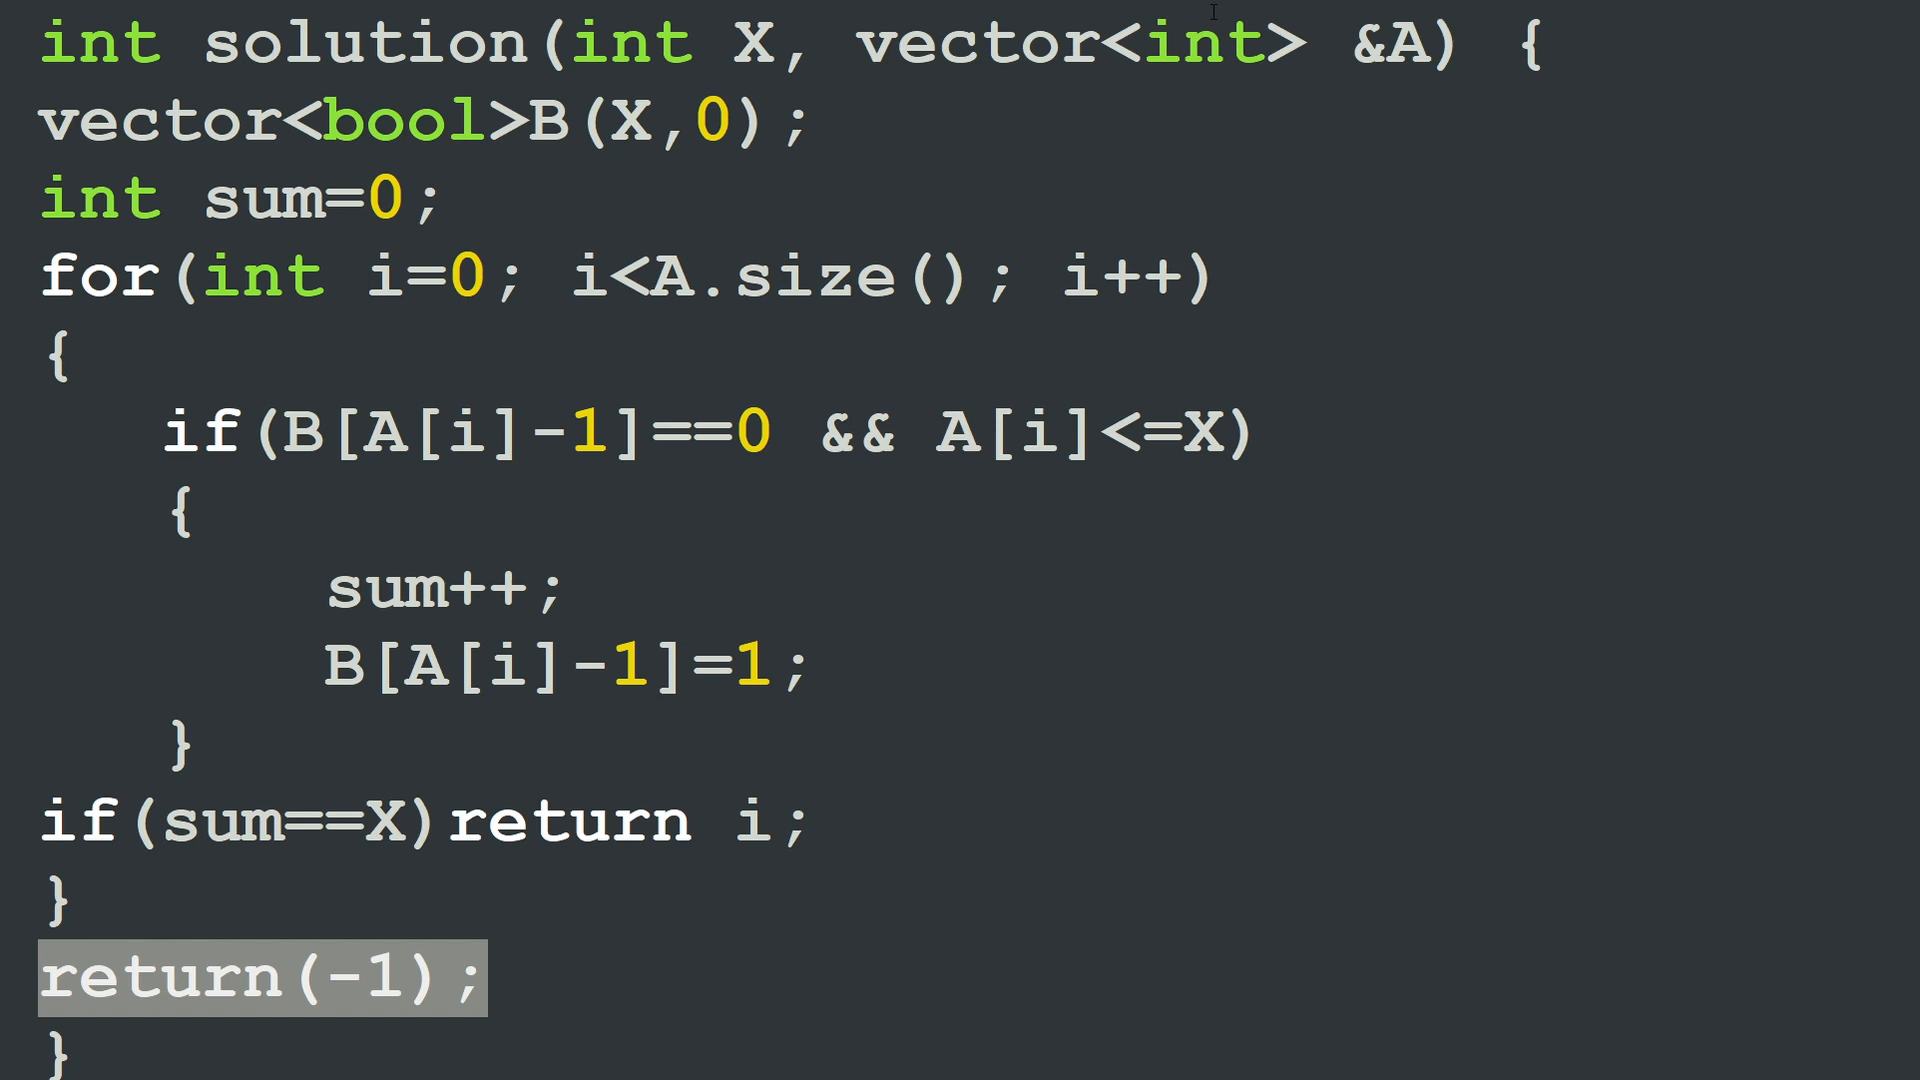 int solution(int X, vector<int> &A) {
vector<bool>B(X,0);
int sum=0;
for(int i=0; i<A.size(); i++)
{
if(B[A[i]-1]==0 && A[i]<=X)
{
sum++;
B[A[i]-1]=1;
}
if(sum==X)return i;
}
return(-1);
}